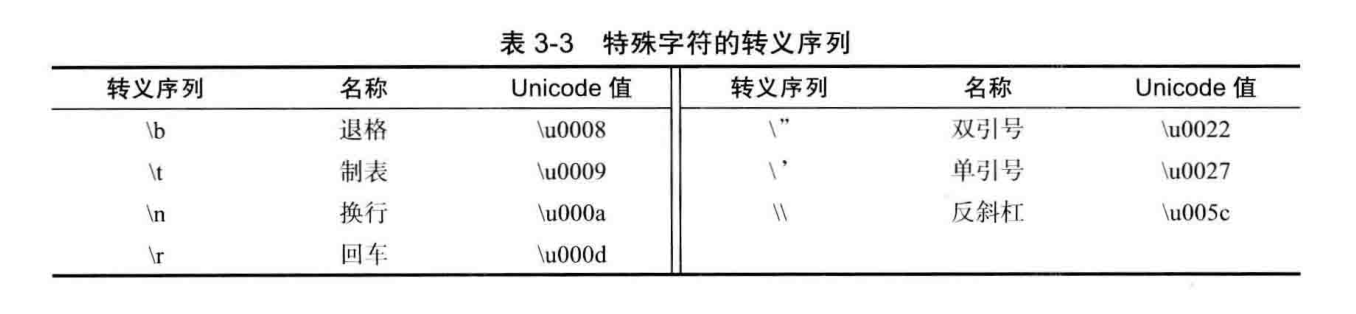 表 3-3 特殊字符的转义序列
转义序列 名称 Unicode 值 转义序列 名称 Unicode 值
\b 退格 \u0008 \” 双引号 \u0022
\t 制表 \u0009 \’ 单引号 \u0027
\n 换行 \u000a \\ 反斜杠 \u005c
\r 回车 \u000d